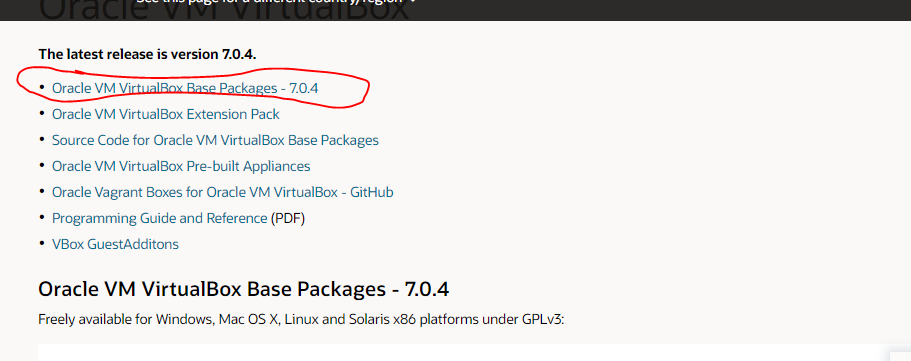 Oracle VM VirtualBox
See this page for a different country/region
The latest release is version 7.0.4.
Oracle VM VirtualBox Base Packages - 7.0.4
Oracle VM VirtualBox Extension Pack
Source Code for Oracle VM VirtualBox Base Packages
Oracle VM VirtualBox Pre-built Appliances
Oracle Vagrant Boxes for Oracle VM VirtualBox - GitHub
Programming Guide and Reference (PDF)
VBox GuestAdditons
Oracle VM VirtualBox Base Packages - 7.0.4
Freely available for Windows, Mac OS X, Linux and Solaris x86 platforms under GPLv3: